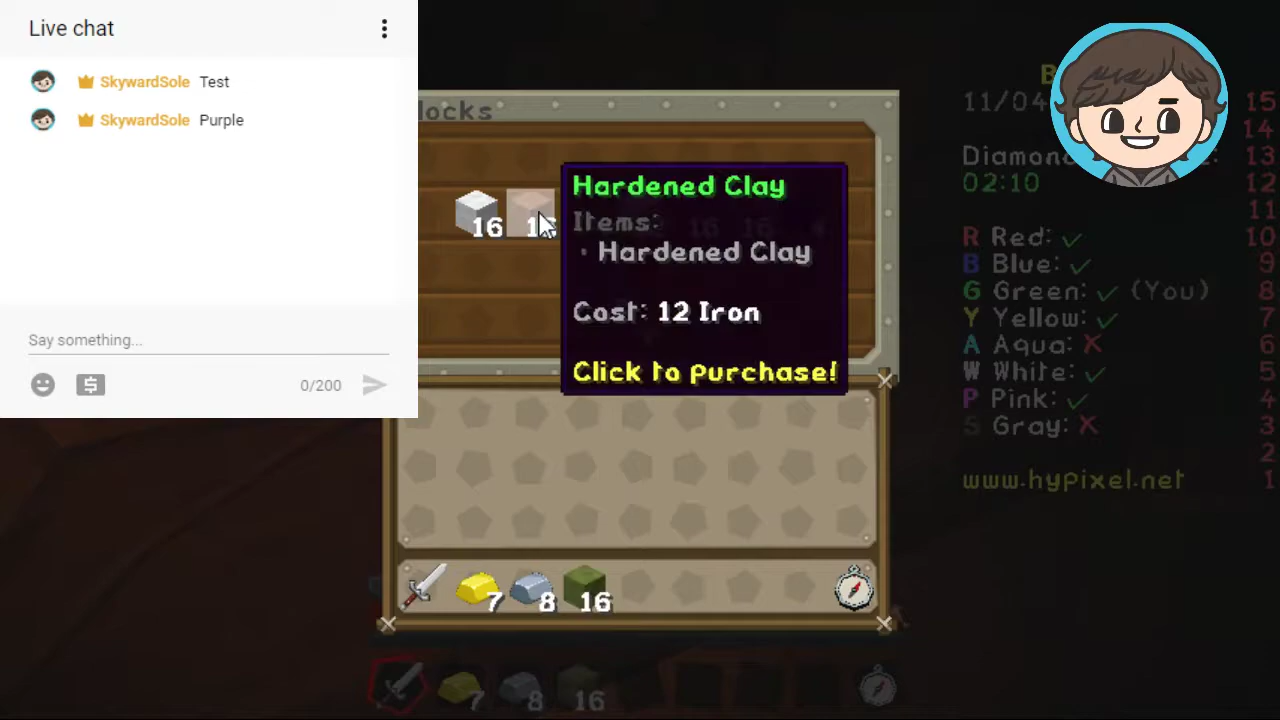 Live chat
SkywardSole Test
SkywardSole Purple
Say something...
0/200
locks
16
Hardened Clay
Items:
· Hardened Clay
Cost: 12 Iron
Click to purchase!
7 8 16
7 8 16
B
11/04
Diamond
02:10
R Red: ✓
B Blue: ✓
G Green: ✓ (You)
Y Yellow: ✓
A Aqua: ✗
W White: ✓
P Pink: ✓
S Gray: ✗
www.hypixel.net
15
14
13
12
11
10
9
8
7
6
5
4
3
2
1